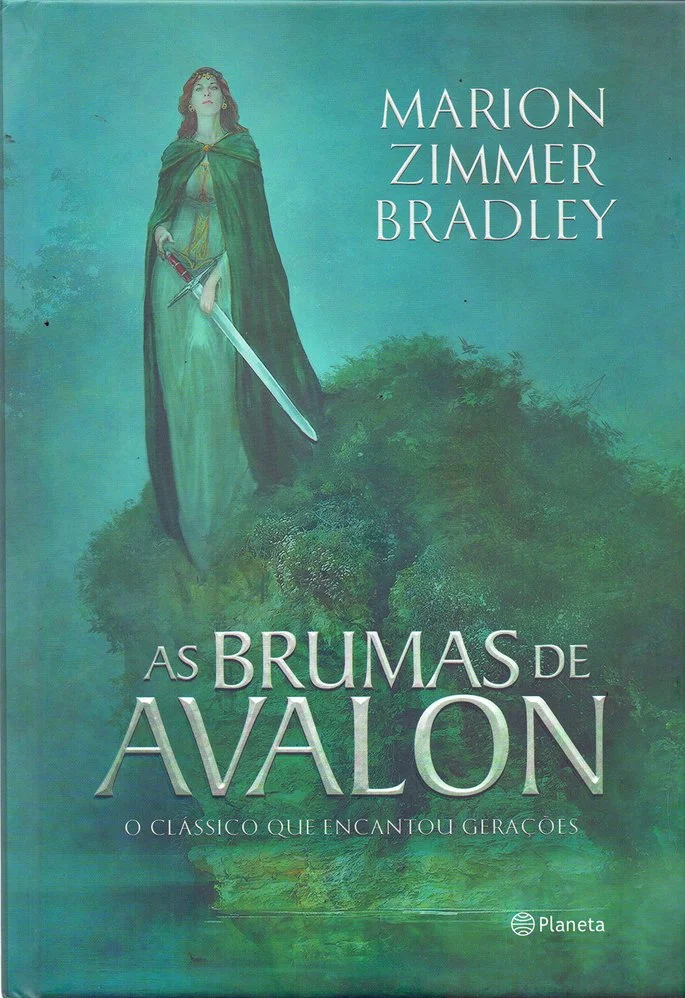 MARION
ZIMMER
BRADLEY
AS BRUMAS DE
AVALON
O CLÁSSICO QUE ENCANTOU GERAÇÕES
Planeta